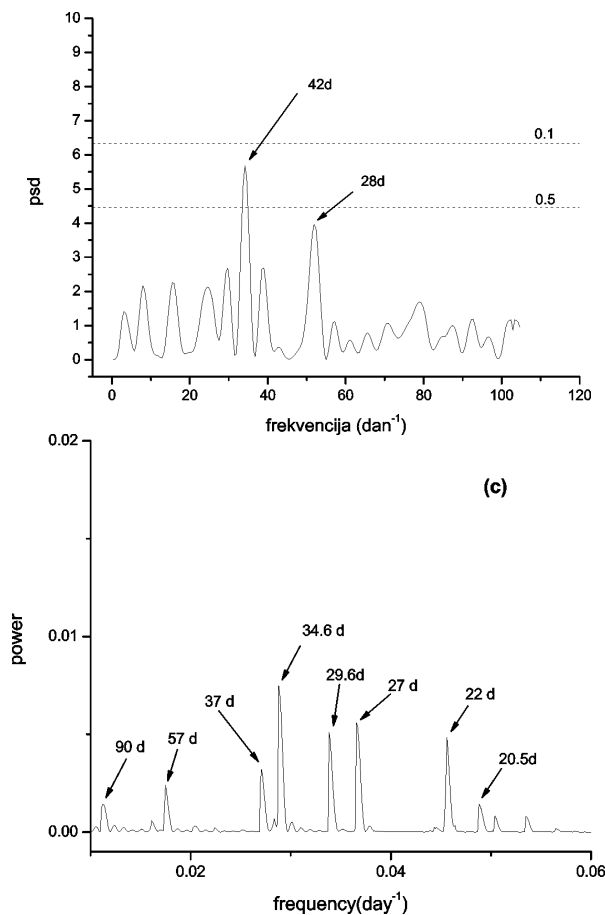 10
9
8
7
6
5
4
3
2
1
0
psd
42d
0.1
28d
0.5
0 20 40 60 80 100 120
frekvencija (dan⁻¹)
0.02
(c)
0.01
power
34.6 d
29.6d
27 d
37 d
22 d
57 d
90 d
20.5d
0.00
0.02 0.04 0.06
frequency(day⁻¹)